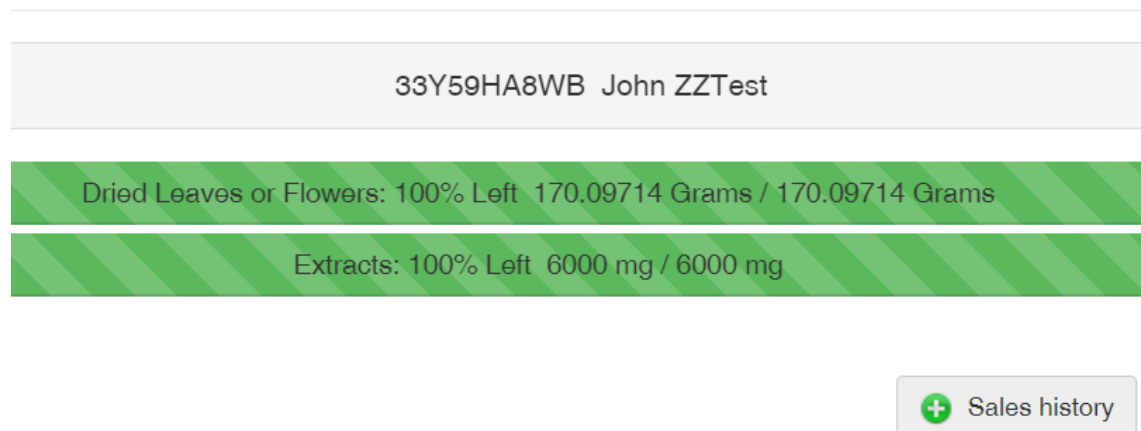 33Y59HA8WB John ZZTest
Dried Leaves or Flowers: 100% Left 170.09714 Grams / 170.09714 Grams
Extracts: 100% Left 6000 mg / 6000 mg
Sales history